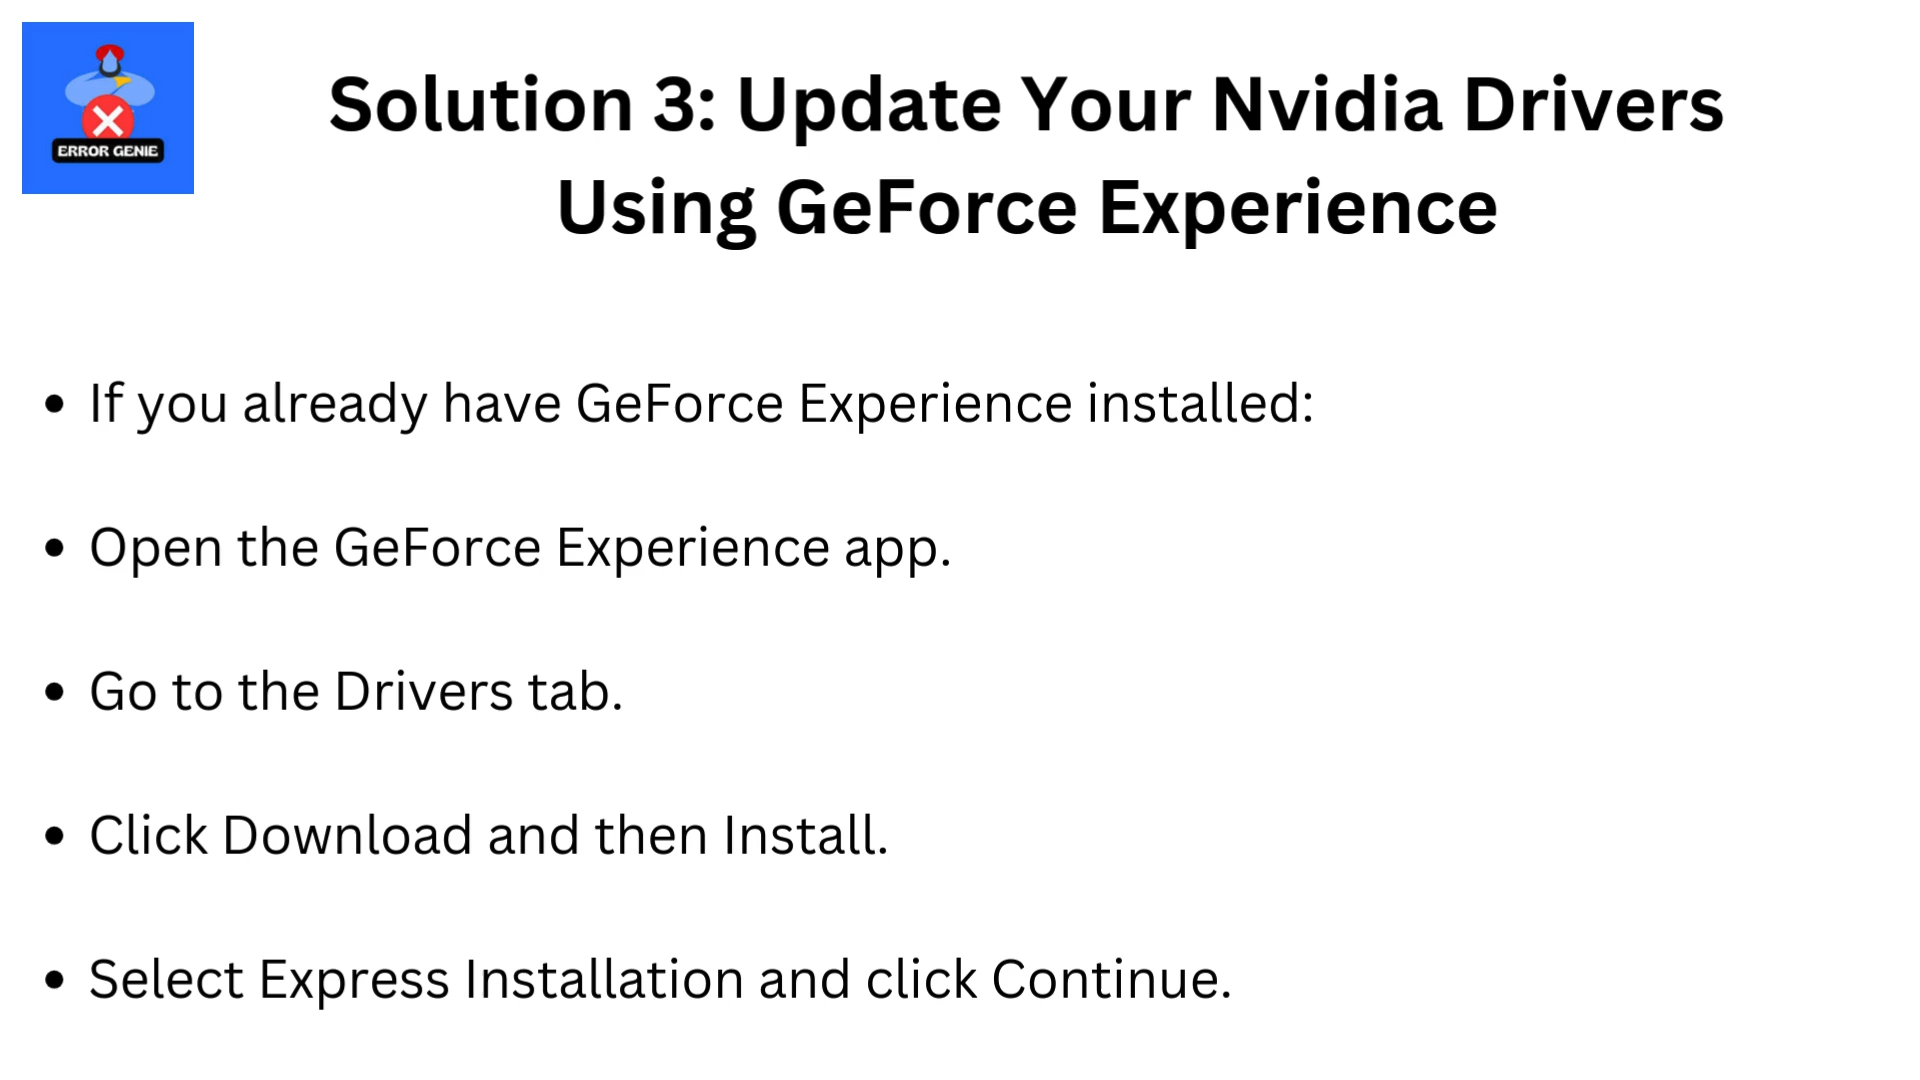 ERROR GENIE
Solution 3: Update Your Nvidia Drivers
Using GeForce Experience
• If you already have GeForce Experience installed:
• Open the GeForce Experience app.
• Go to the Drivers tab.
• Click Download and then Install.
• Select Express Installation and click Continue.